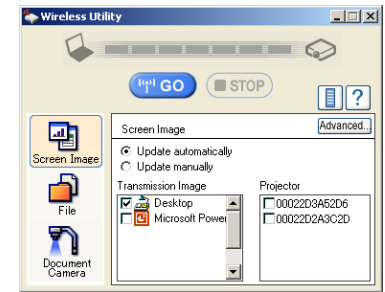 Wireless Utility
GO
STOP
?
Screen Image
Advanced...
Update automatically
Update manually
Transmission Image
Projector
Desktop
Microsoft Power
00022D3A52D6
00022D2A3C2D
Screen Image
File
Document
Camera